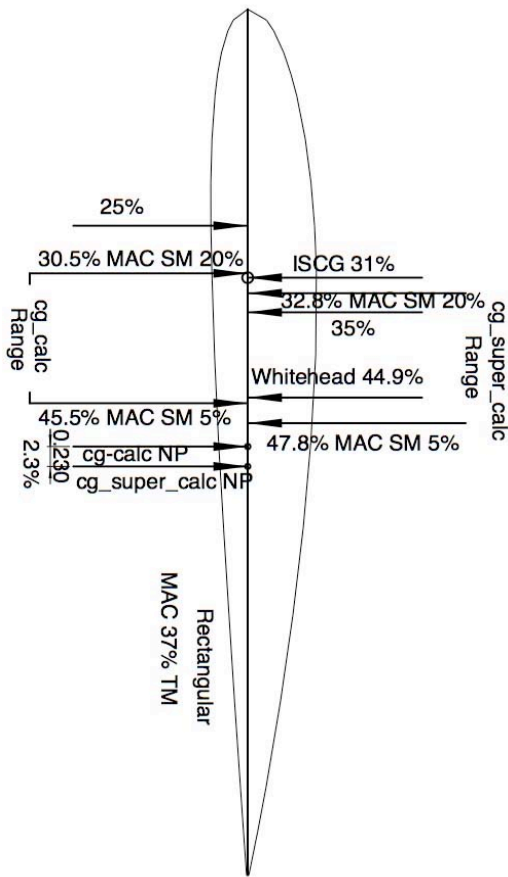 25%
30.5% MAC SM 20%
ISCG 31%
32.8% MAC SM 20%
35%
cg_calc
Range
cg_super_calc
Range
Whitehead 44.9%
45.5% MAC SM 5%
47.8% MAC SM 5%
0.230
2.3%
cg-calc NP
cg_super_calc NP
Rectangular
MAC 37% TM